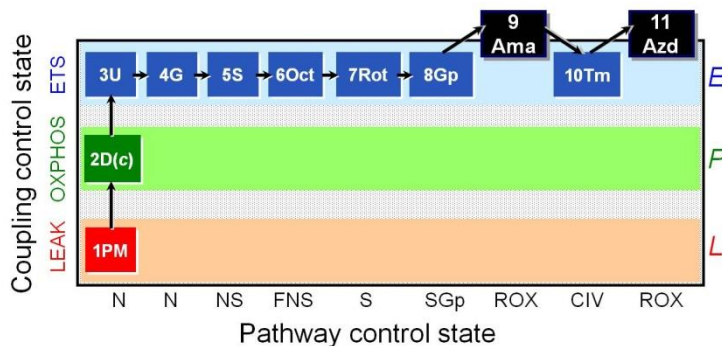 9
Ama
11
Azd
ETS
3U
4G
5S
6Oct
7Rot
8Gp
10Tm
E
Coupling control state
OXPHOS
2D(c)
P
LEAK
1PM
L
N
N
NS
FNS
S
SGp
ROX
CIV
ROX
Pathway control state